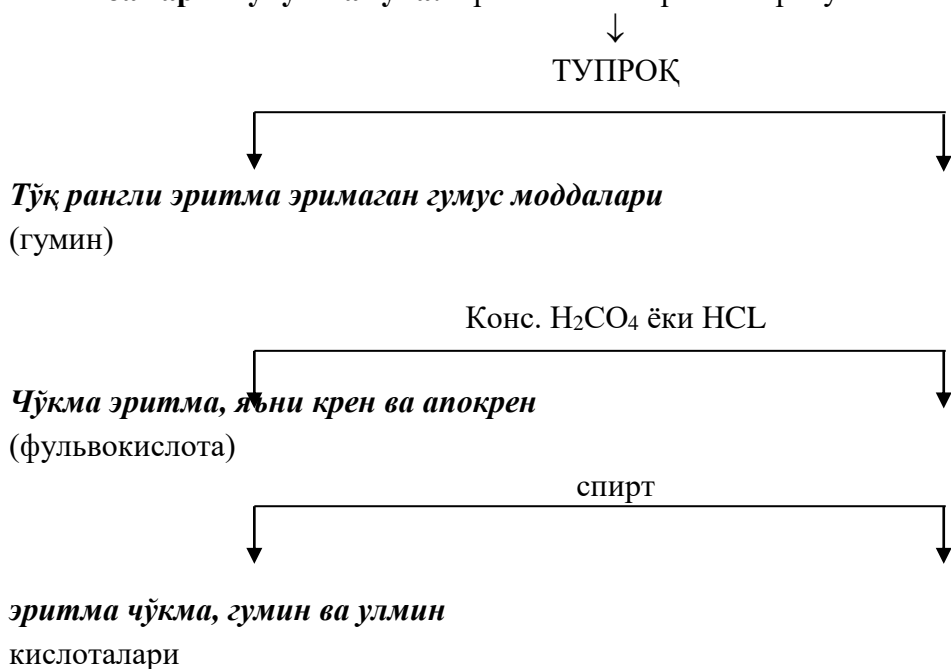 ↓
ТУПРОҚ
Тўқ рангли эритма эримаган гумус моддалари
(гумин)
Конс. H₂CO₄ ёки HCL
Чўкма эритма, яъни крен ва апокрен
(фульвокислота)
спирт
эритма чўкма, гумин ва улмин
кислоталари